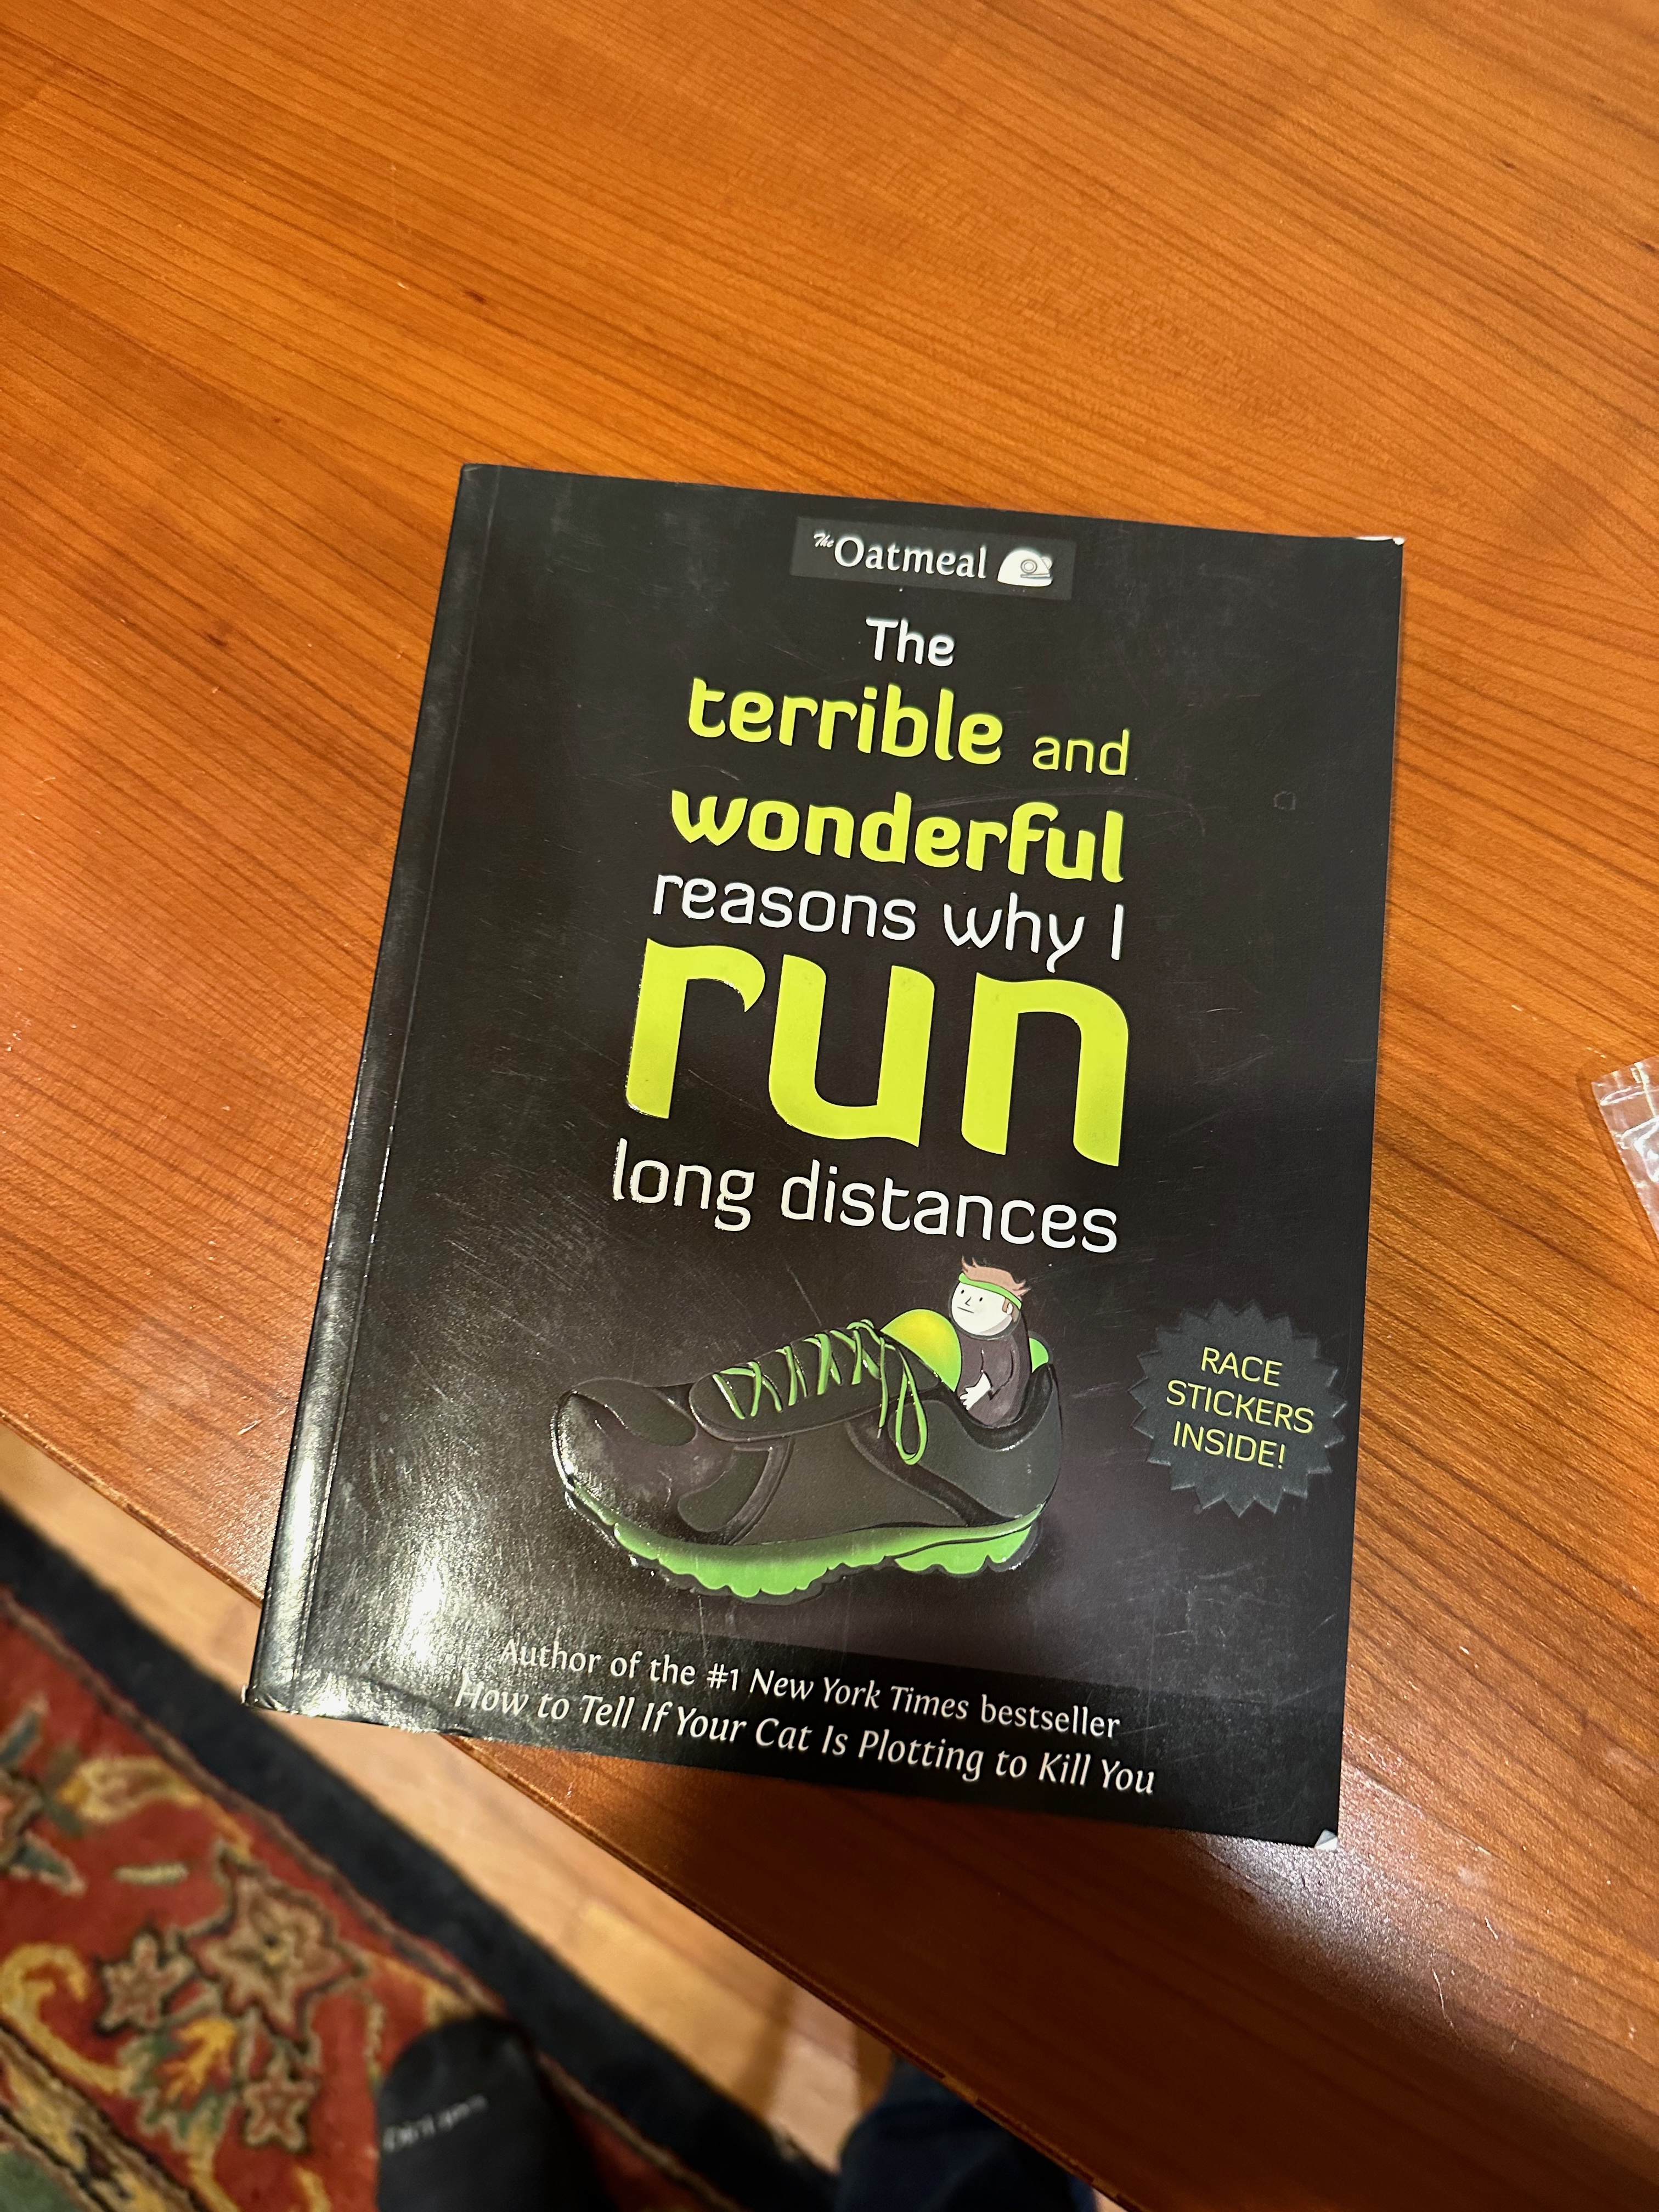 The Oatmeal
The
terrible and
wonderful
reasons why I
run
long distances
RACE
STICKERS
INSIDE!
Author of the #1 New York Times bestseller
How to Tell If Your Cat Is Plotting to Kill You